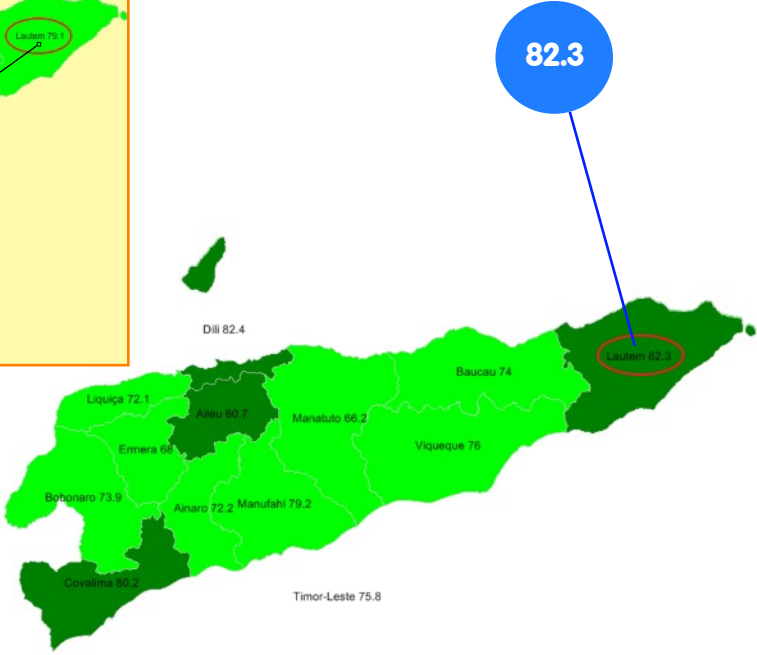 Lautem 79.1
82.3
Dili 82.4
Lautem 82.3
Baucau 74
Liquiça 72.1
Aileu 80.7
Manatuto 66.2
Ermera 68
Viqueque 76
Bobonaro 73.9
Ainaro 72.2
Manufahi 79.2
Covalima 80.2
Timor-Leste 75.8